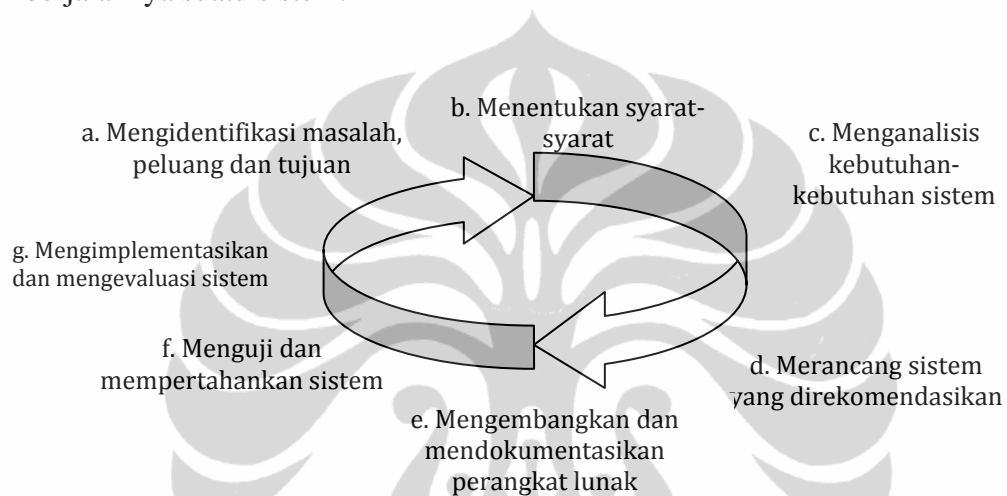 b. Menentukan syarat-
syarat
a. Mengidentifikasi masalah,
peluang dan tujuan
c. Menganalisis
kebutuhan-
kebutuhan sistem
g. Mengimplementasikan
dan mengevaluasi sistem
f. Menguji dan
mempertahankan sistem
d. Merancang sistem
yang direkomendasikan
e. Mengembangkan dan
mendokumentasikan
perangkat lunak